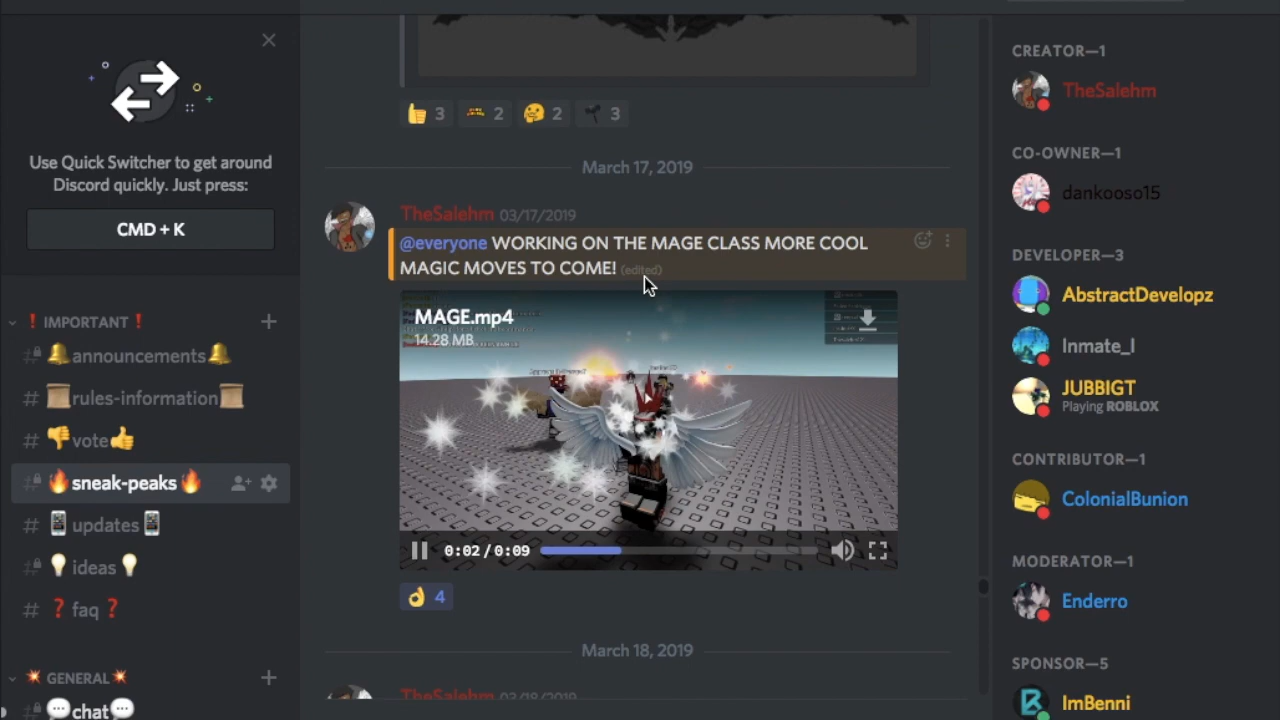 Use Quick Switcher to get around
Discord quickly. Just press:
CMD + K
❗ IMPORTANT ❗
# 🔔announcements🔔
# 📜rules-information📜
# 👎vote👍
# 🔥sneak-peaks🔥
# 📱updates📱
# 💡ideas💡
# ❓faq❓
💥 GENERAL💥
# 💬chat💬
3
2
2
3
March 17, 2019
TheSalehm 03/17/2019
@everyone WORKING ON THE MAGE CLASS MORE COOL
MAGIC MOVES TO COME! (edited)
MAGE.mp4
14.28 MB
0:02/0:09
4
March 18, 2019
TheSalehm 03/18/2019
CREATOR—1
TheSalehm
CO-OWNER—1
dankooso15
DEVELOPER—3
AbstractDevelopz
Inmate_I
JUBBIGT
Playing ROBLOX
CONTRIBUTOR—1
ColonialBunion
MODERATOR—1
Enderro
SPONSOR—5
ImBenni